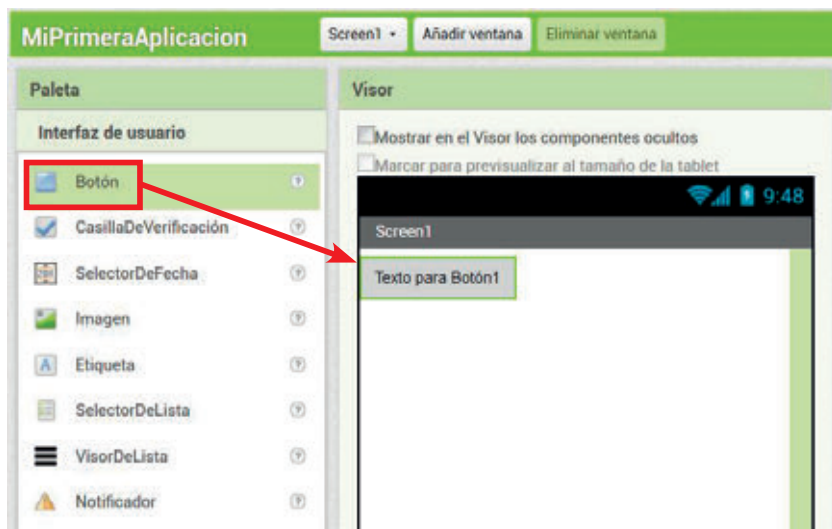 MiPrimeraAplicacion
Screen1
Añadir ventana
Eliminar ventana
Paleta
Interfaz de usuario
Botón
CasillaDeVerificación
SelectorDeFecha
Imagen
Etiqueta
SelectorDeLista
VisorDeLista
Notificador
Visor
Mostrar en el Visor los componentes ocultos
Marcar para previsualizar al tamaño de la tablet
9:48
Screen1
Texto para Botón1